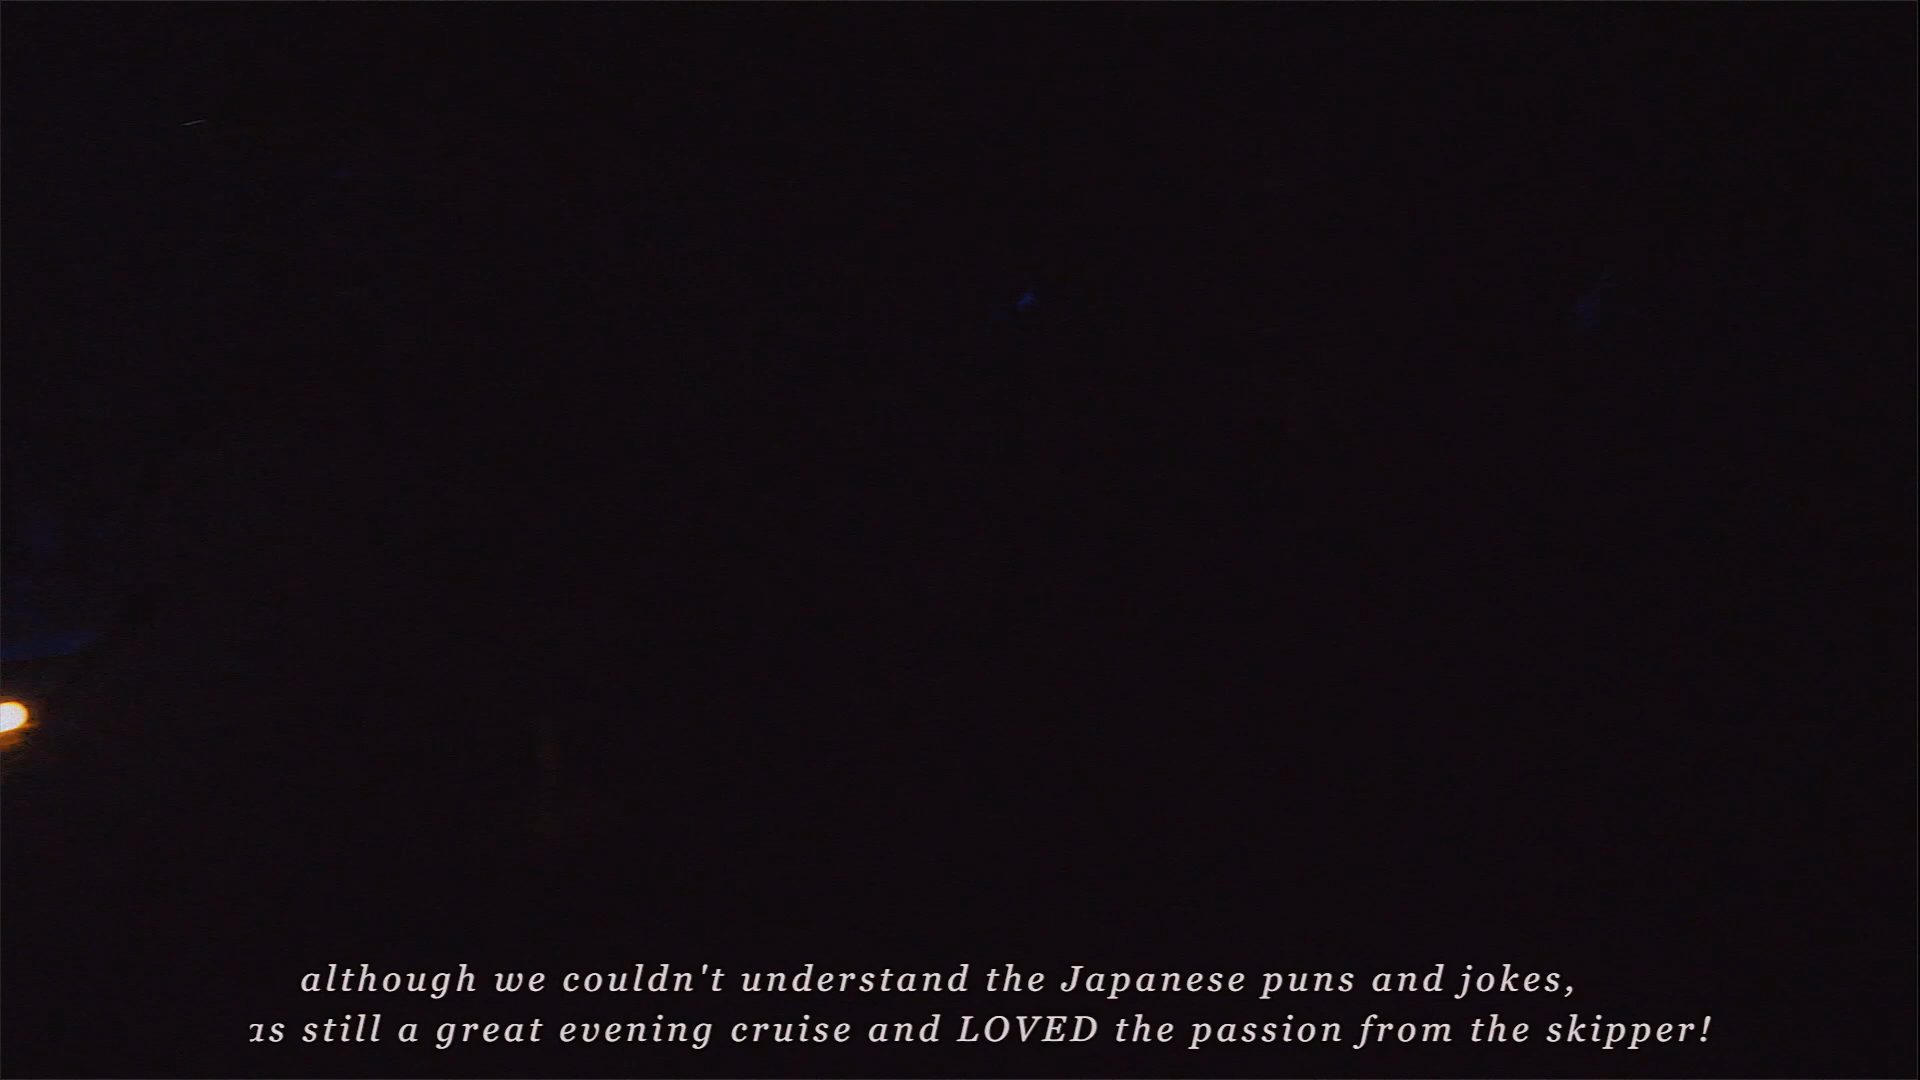 although we couldn't understand the Japanese puns and jokes,
still a great evening cruise and LOVED the passion from the skipper!